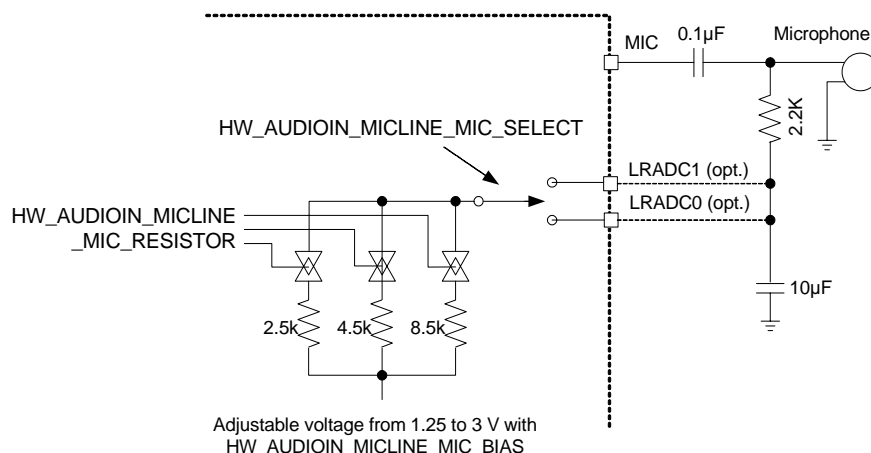 MIC
0.1µF
Microphone
2.2K
HW_AUDIOIN_MICLINE_MIC_SELECT
LRADC1 (opt.)
LRADC0 (opt.)
HW_AUDIOIN_MICLINE
_MIC_RESISTOR
10µF
2.5k
4.5k
8.5k
Adjustable voltage from 1.25 to 3 V with
HW_AUDIOIN_MICLINE_MIC_BIAS